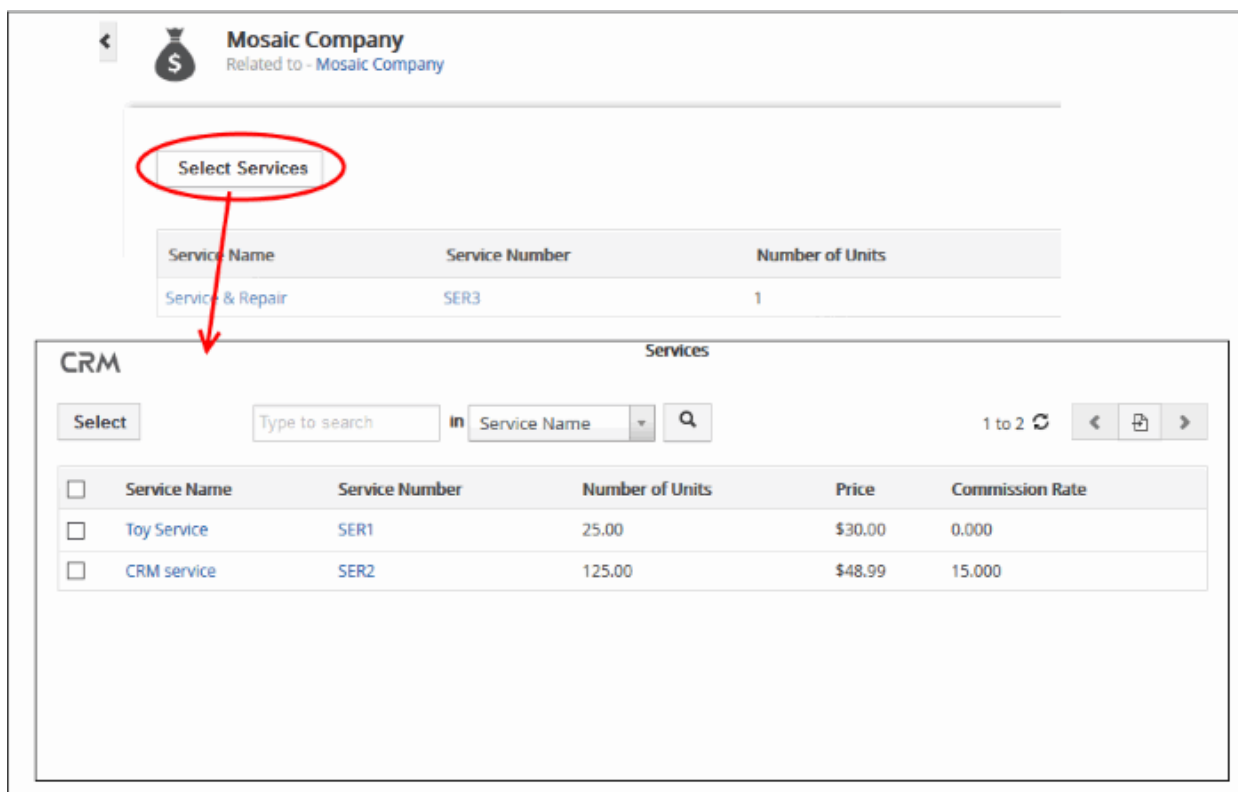 Mosaic Company
Related to - Mosaic Company
Select Services
Service Name Service Number Number of Units
Service & Repair SER3 1
CRM
Services
Select Type to search in Service Name 1 to 2
Service Name Service Number Number of Units Price Commission Rate
Toy Service SER1 25.00 $30.00 0.000
CRM service SER2 125.00 $48.99 15.000